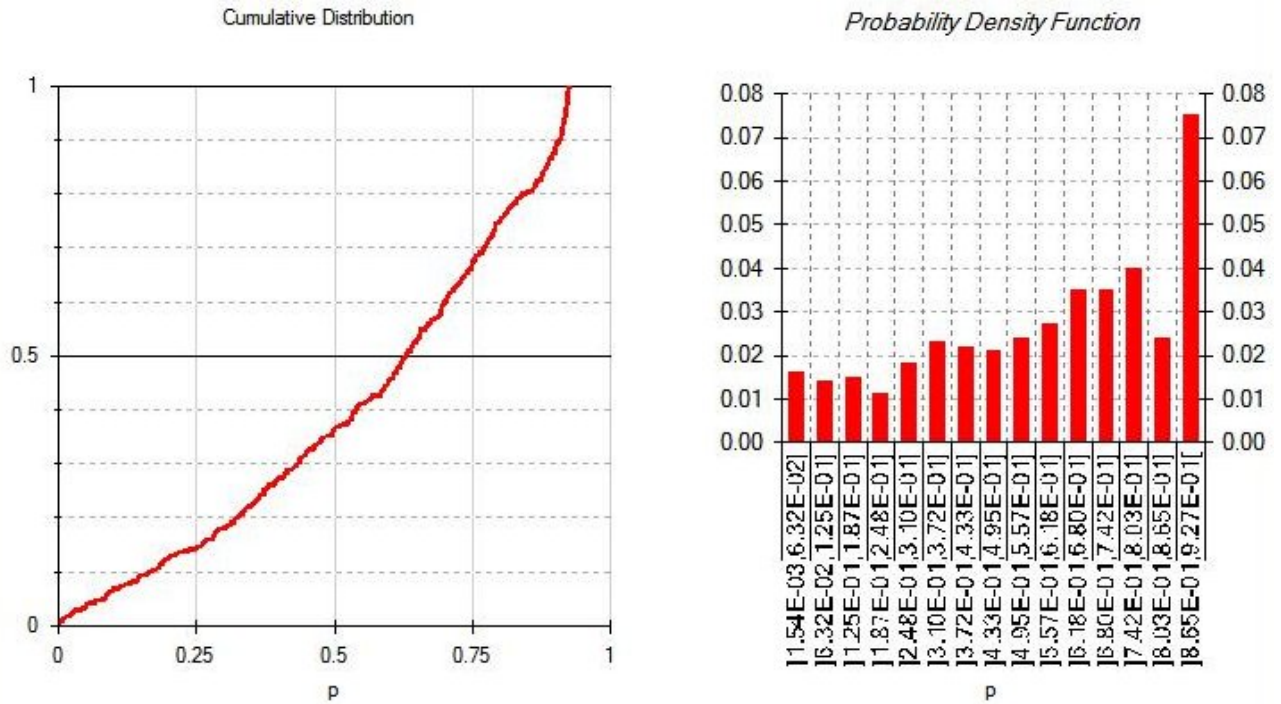 Cumulative Distribution
1
0.5
0
0
0.25
0.5
0.75
1
p
Probability Density Function
0.08
0.07
0.06
0.05
0.04
0.03
0.02
0.01
0.00
0.08
0.07
0.06
0.05
0.04
0.03
0.02
0.01
0.00
]1.54E-03,6.32E-02]
]6.32E-02,1.25E-01]
]1.25E-01,1.87E-01]
]1.87E-01,2.48E-01]
]2.48E-01,3.10E-01]
]3.10E-01,3.72E-01]
]3.72E-01,4.33E-01]
]4.33E-01,4.95E-01]
]4.95E-01,5.57E-01]
]5.57E-01,6.18E-01]
]6.18E-01,6.80E-01]
]6.80E-01,7.42E-01]
]7.42E-01,8.03E-01]
]8.03E-01,8.65E-01]
]8.65E-01,9.27E-01[
p